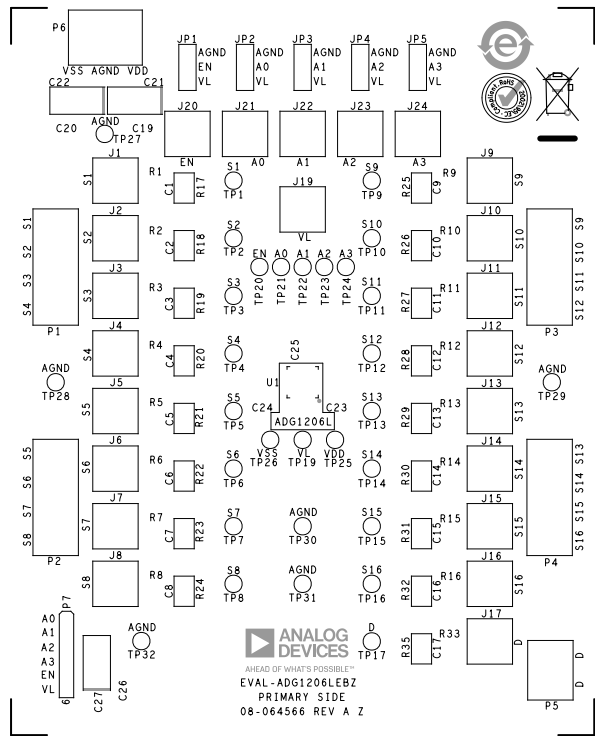 P6
VSS AGND VDD
JP1 JP2 JP3 JP4 JP5
AGND AGND AGND AGND AGND
EN A0 A1 A2 A3
VL VL VL VL VL
C22 C21
C20 AGND C19
TP27
J20 J21 J22 J23 J24
EN A0 A1 A2 A3
Compliant RoHS
2002/95/EC
J1 S1 R1 C1 R17 S1 TP1
J19 VL
S9 TP9 R25 C9 R9 J9 S9
J2 S2 R2 C2 R18 S2 TP2
S10 TP10 R26 C10 R10 J10 S10
EN A0 A1 A2 A3
TP20 TP21 TP22 TP23 TP24
S1 S2 S3 S4
P1
S9 S10 S11 S12
P3
J3 S3 R3 C3 R19 S3 TP3
S11 TP11 R27 C11 R11 J11 S11
J4 S4 R4 C4 R20 S4 TP4
C25
S12 TP12 R28 C12 R12 J12 S12
AGND
TP28
AGND
TP29
U1
C24 C23
ADG1206L
VSS VL VDD
TP26 TP19 TP25
J5 S5 R5 C5 R21 S5 TP5
S13 TP13 R29 C13 R13 J13 S13
S5 S6 S7 S8
P2
S13 S14 S15 S16
P4
J6 S6 R6 C6 R22 S6 TP6
S14 TP14 R30 C14 R14 J14 S14
J7 S7 R7 C7 R23 S7 TP7
AGND
TP30
S15 TP15 R31 C15 R15 J15 S15
J8 S8 R8 C8 R24 S8 TP8
AGND
TP31
S16 TP16 R32 C16 R16 J16 S16
P7
A0
A1
A2
A3
EN
VL
6
C27 C26
AGND
TP32
D
TP17
R35 C17 R33 J17 D
D D
P5
ANALOG
DEVICES
AHEAD OF WHAT'S POSSIBLE™
EVAL-ADG1206LEBZ
PRIMARY SIDE
08-064566 REV A Z